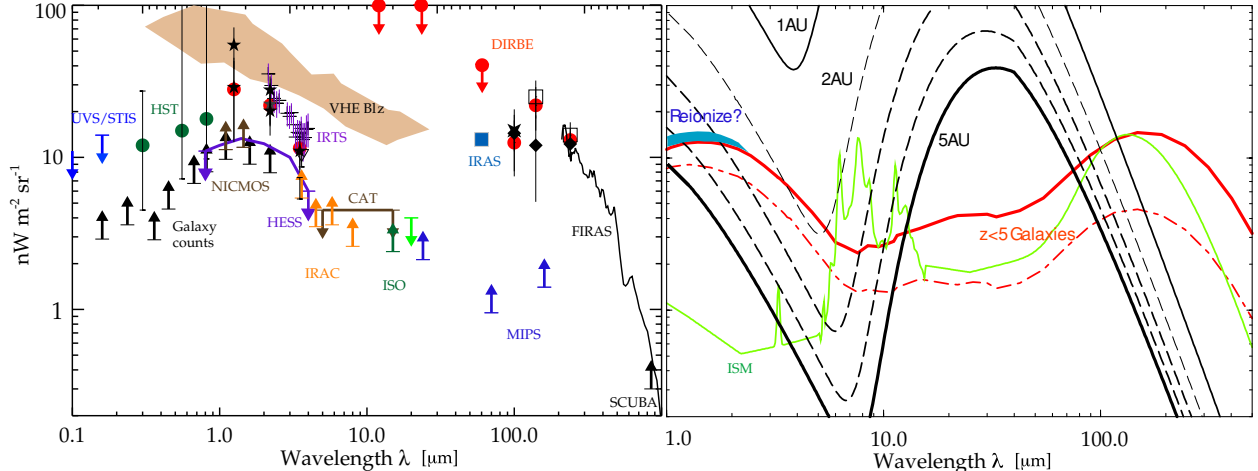 100
10
1
nW m⁻² sr⁻¹
UVS/STIS
HST
DIRBE
VHE Blz
IRTS
IRAS
NICMOS
CAT
HESS
Galaxy
counts
FIRAS
IRAC
ISO
MIPS
SCUBA
0.1
1.0
10.0
100.0
Wavelength λ [μm]
1AU
2AU
5AU
Reionize?
z<5 Galaxies
ISM
1.0
10.0
100.0
Wavelength λ [μm]